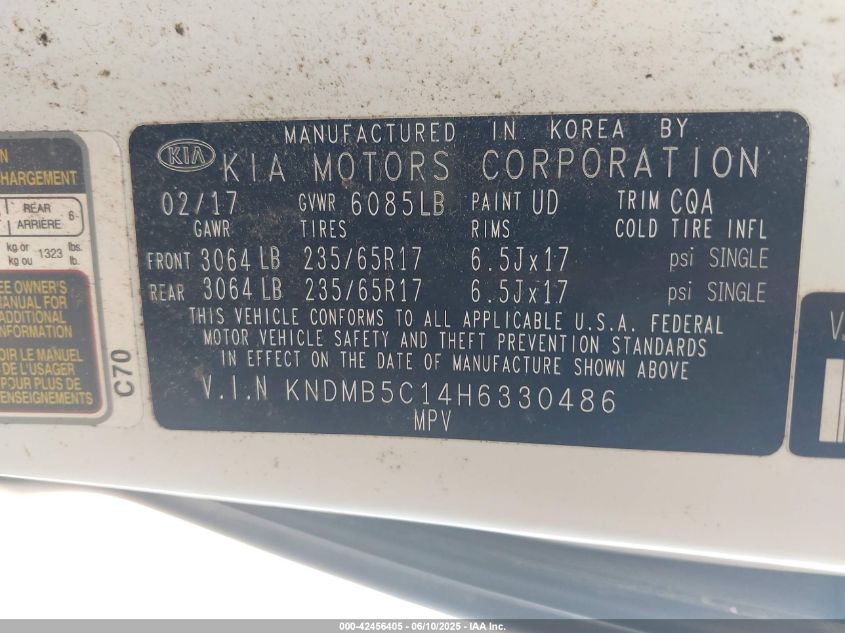 MANUFACTURED IN KOREA BY
KIA KIA MOTORS CORPORATION
02/17 GVWR 6085LB PAINT UD TRIM CQA
GAWR TIRES RIMS COLD TIRE INFL
FRONT 3064 LB 235/65R17 6.5Jx17 psi SINGLE
REAR 3064 LB 235/65R17 6.5Jx17 psi SINGLE
THIS VEHICLE CONFORMS TO ALL APPLICABLE U.S.A. FEDERAL
MOTOR VEHICLE SAFETY AND THEFT PREVENTION STANDARDS
IN EFFECT ON THE DATE OF MANUFACTURE SHOWN ABOVE
V.I.N KNDMB5C14H6330486
MPV
HARGEMENT
REAR
ARRIÈRE 6
kg or
kg ou 1323 lbs.
lb.
EE OWNER'S
MANUAL FOR
ADDITIONAL
INFORMATION
OIR LE MANUEL
DE L'USAGER
POUR PLUS DE
ENSEIGNEMENTS
C70
V.
000-42456405 - 06/10/2025 - IAA Inc.